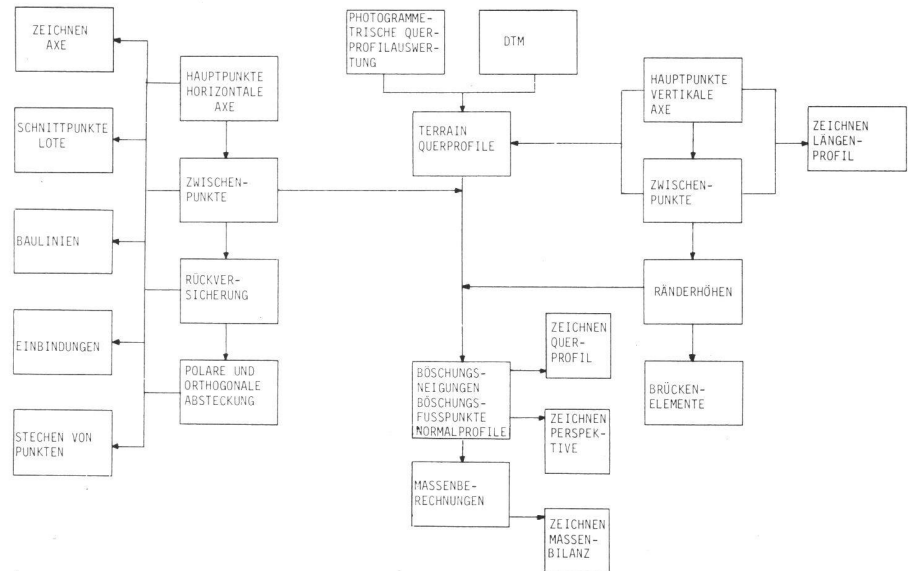 ZEICHNEN
AXE
SCHNITTPUNKTE
LOTE
BAULINIEN
EINBINDUNGEN
STECHEN VON
PUNKTEN
HAUPTPUNKTE
HORIZONTALE
AXE
ZWISCHEN-
PUNKTE
RÜCKVER-
SICHERUNG
POLARE UND
ORTHOGONALE
ABSTECKUNG
PHOTOGRAMME-
TRISCHE QUER-
PROFILAUSWER-
TUNG
DTM
TERRAIN
QUERPROFILE
BÖSCHUNGS-
NEIGUNGEN
BÖSCHUNGS-
FUSSPUNKTE
NORMALPROFILE
MASSENBE-
RECHNUNGEN
ZEICHNEN
QUER-
PROFIL
ZEICHNEN
PERSPEK-
TIVE
ZEICHNEN
MASSEN-
BILANZ
HAUPTPUNKTE
VERTIKALE
AXE
ZWISCHEN-
PUNKTE
RÄNDERHÖHEN
BRÜCKEN-
ELEMENTE
ZEICHNEN
LÄNGEN-
PROFIL